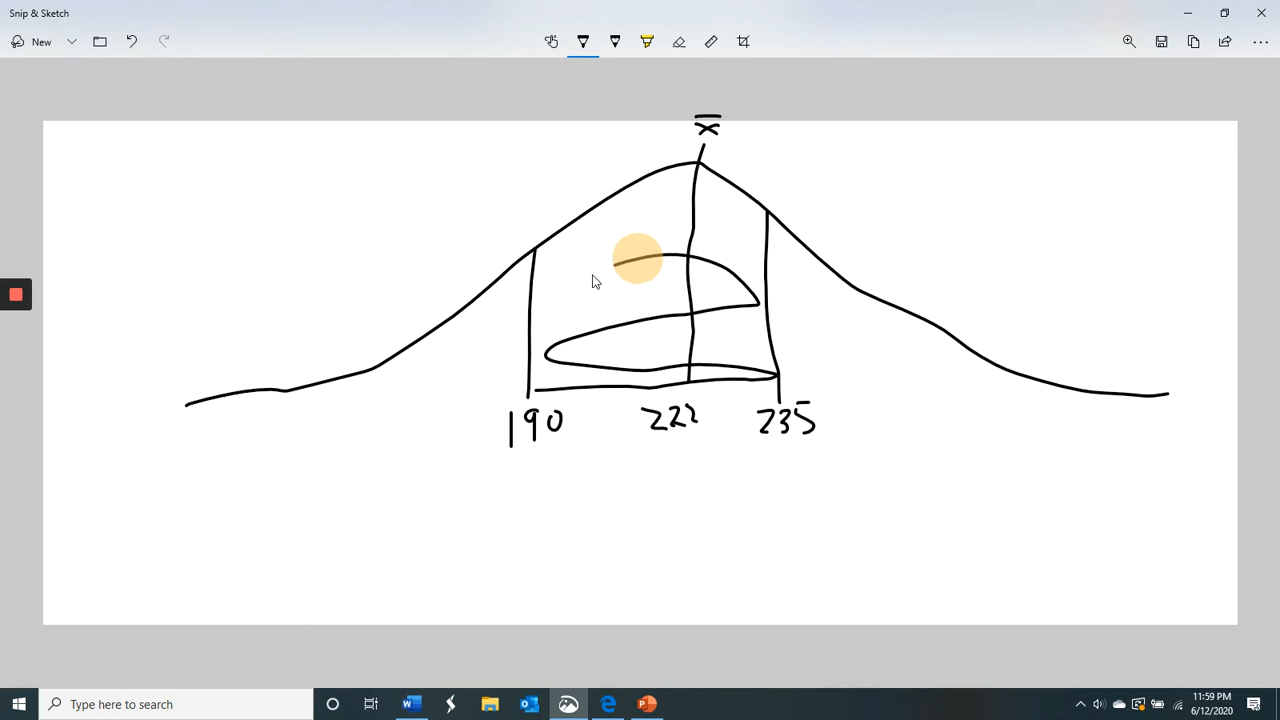 Snip & Sketch
New
x̅
190 222 235
Type here to search
11:59 PM
6/12/2020